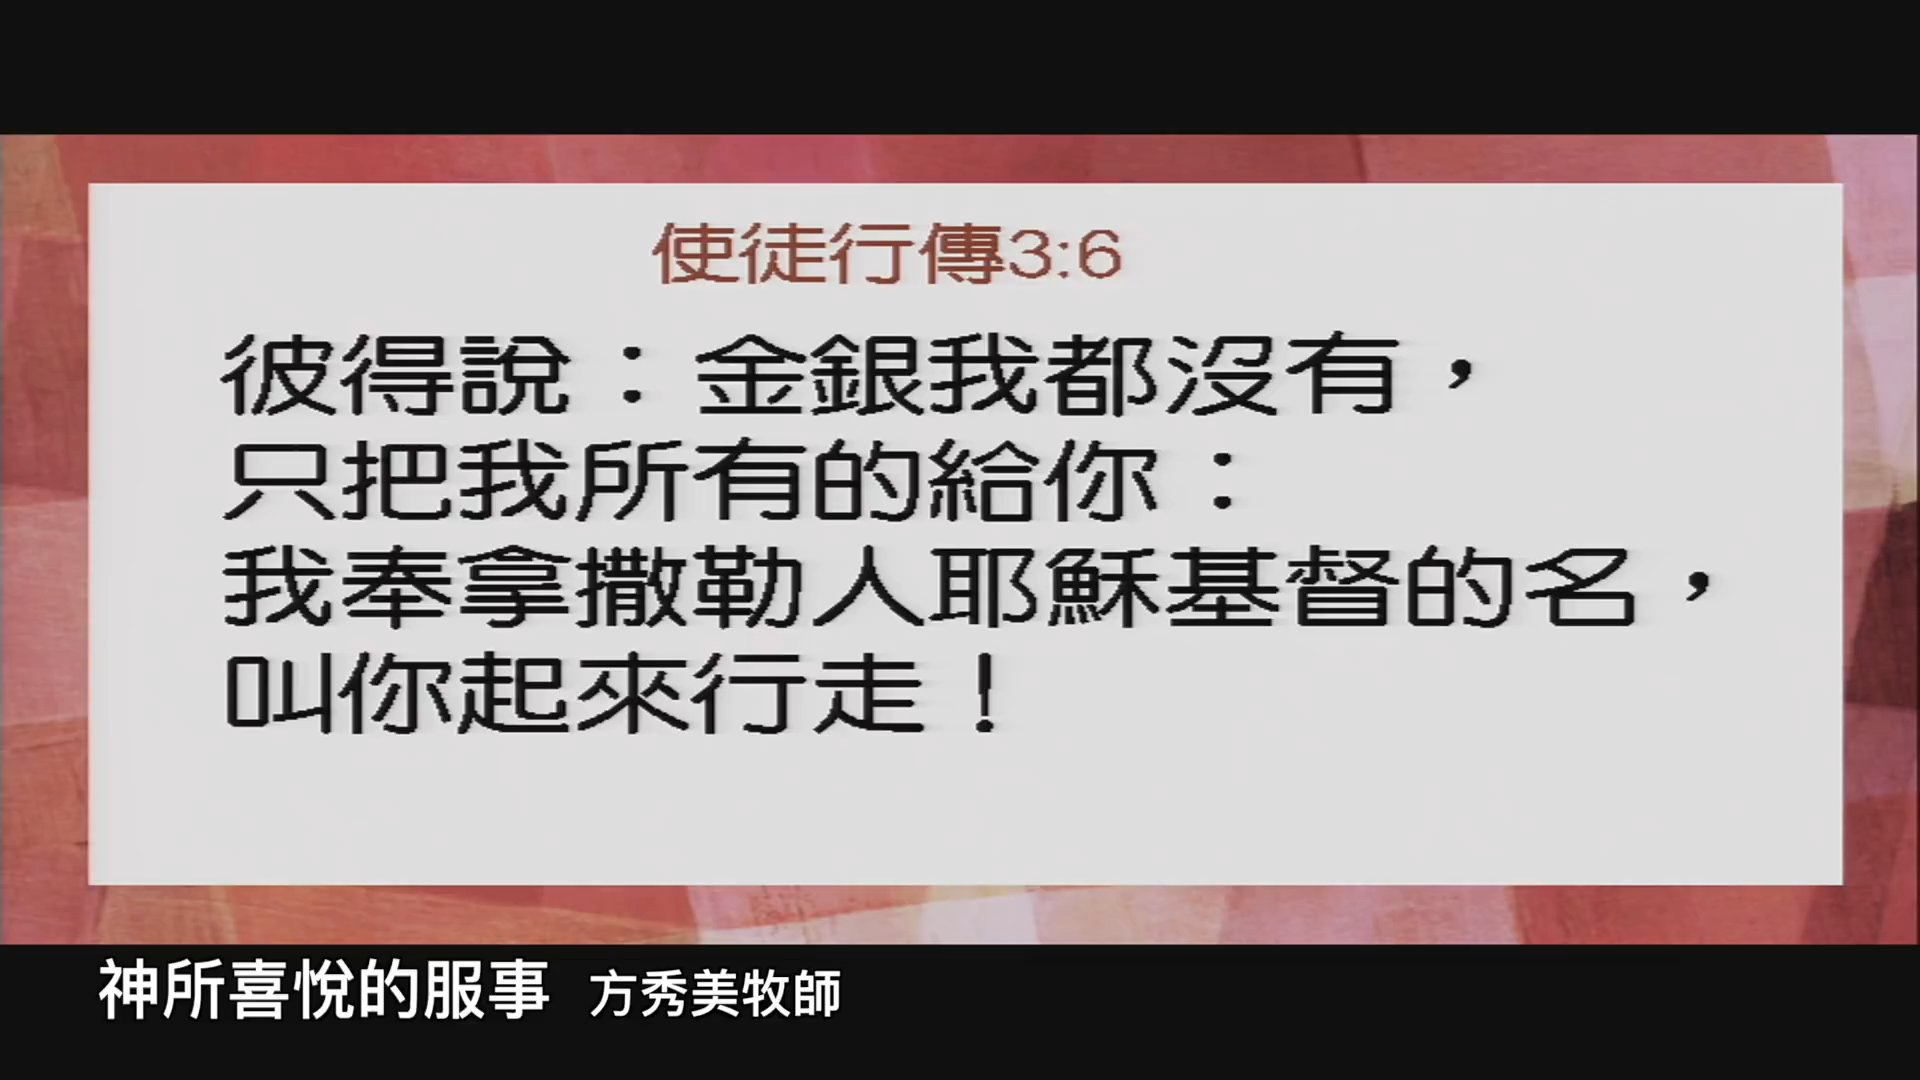 使徒行傳3:6
彼得說：金銀我都沒有，
只把我所有的給你：
我奉拿撒勒人耶穌基督的名，
叫你起來行走！
神所喜悅的服事 方秀美牧師